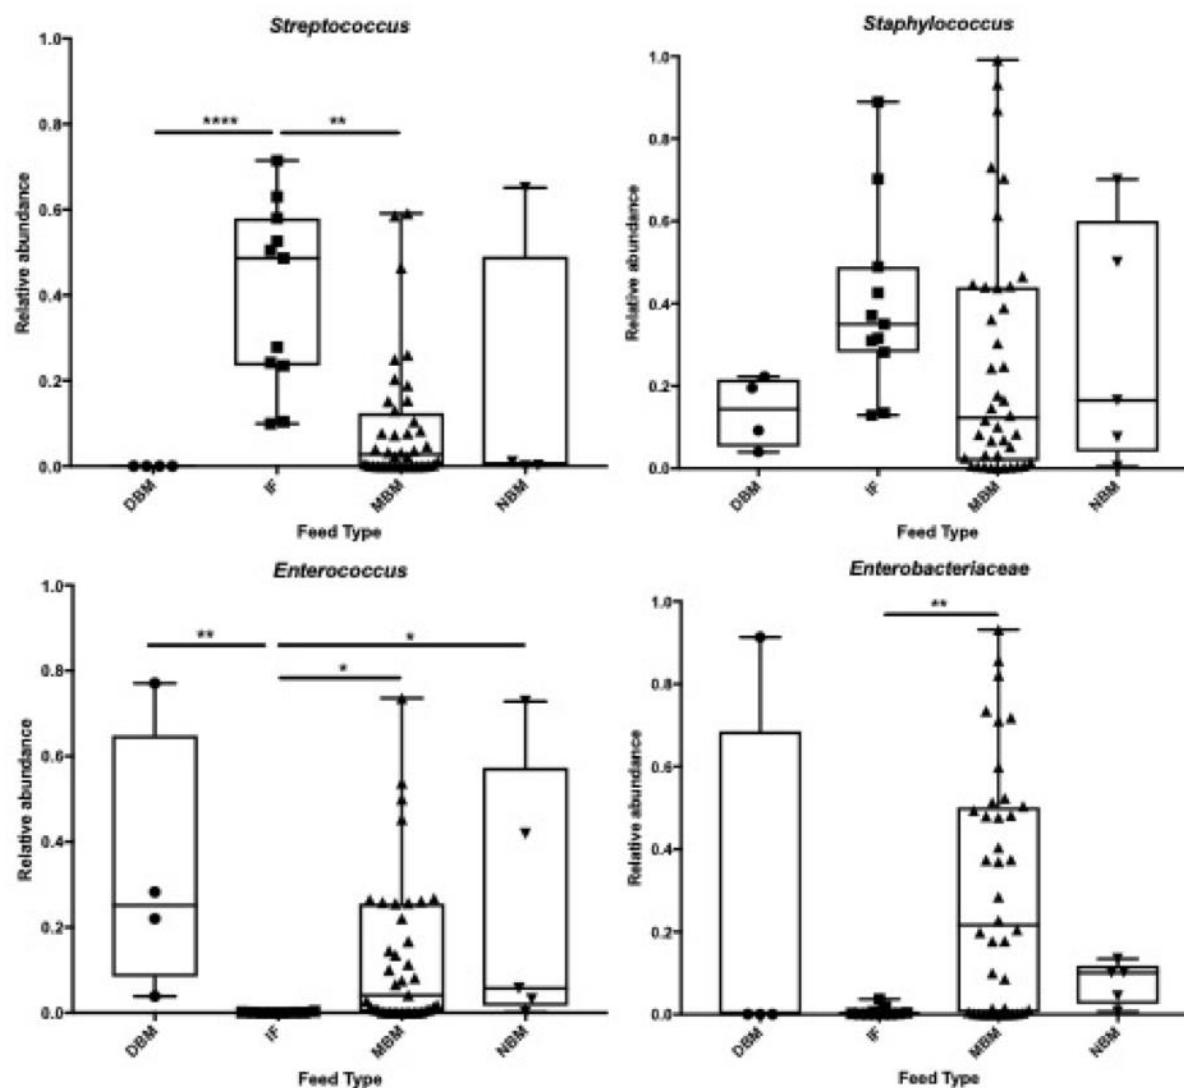 Streptococcus
Relative abundance
1.0
0.8
0.6
0.4
0.2
0.0
****
**
DBM
IF
MBM
NBM
Feed Type
Staphylococcus
Relative abundance
1.0
0.8
0.6
0.4
0.2
0.0
DBM
IF
MBM
NBM
Feed Type
Enterococcus
Relative abundance
1.0
0.8
0.6
0.4
0.2
0.0
**
*
*
DBM
IF
MBM
NBM
Feed Type
Enterobacteriaceae
Relative abundance
1.0
0.8
0.6
0.4
0.2
0.0
**
DBM
IF
MBM
NBM
Feed Type